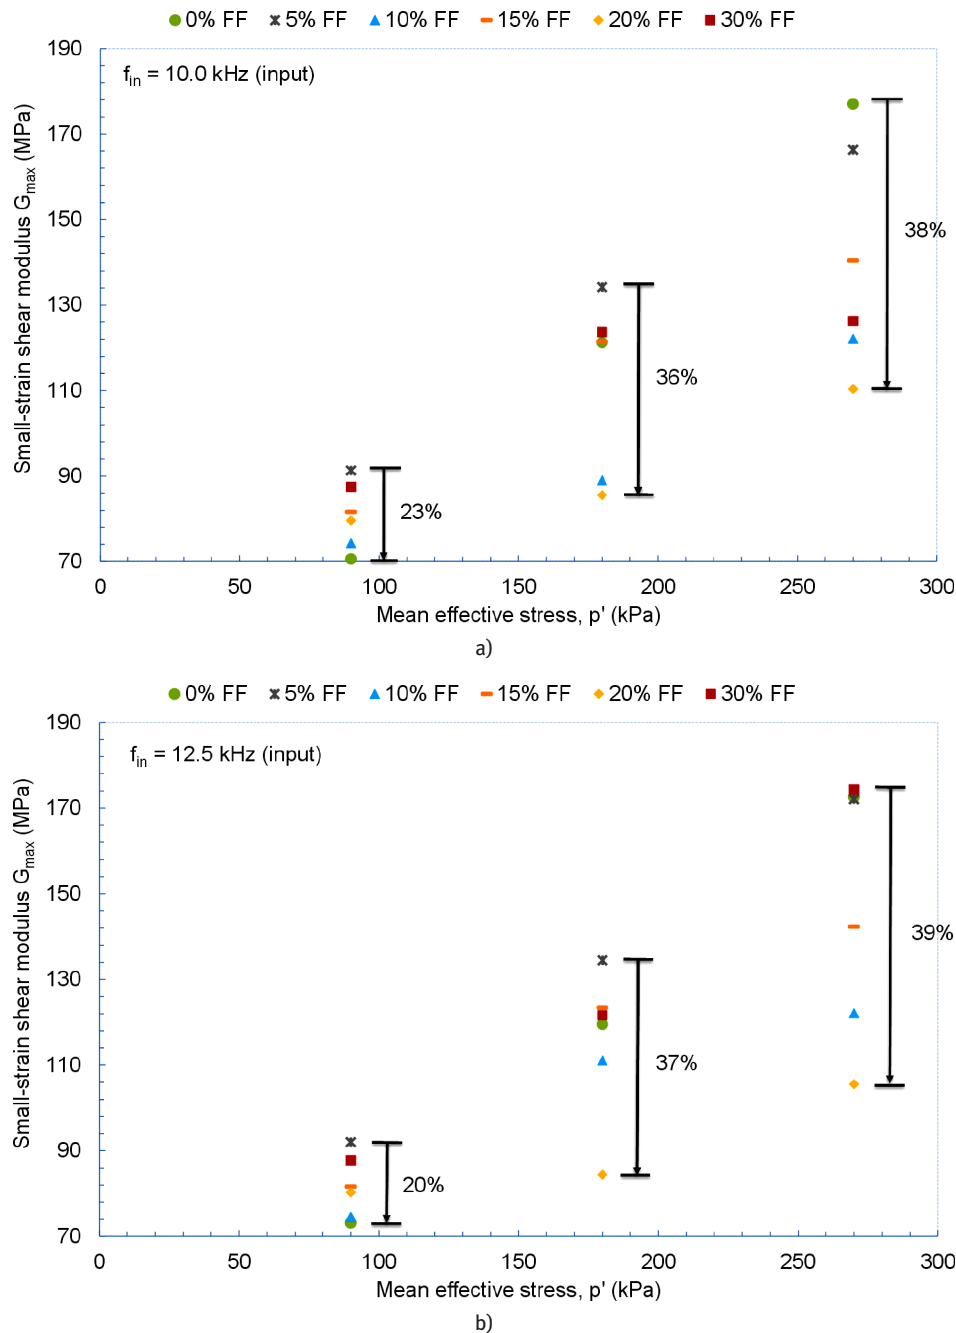 0% FF 5% FF 10% FF 15% FF 20% FF 30% FF
190
f_in = 10.0 kHz (input)
170
150
38%
130
36%
110
90
23%
70
0 50 100 150 200 250 300
Small-strain shear modulus G_max (MPa)
Mean effective stress, p' (kPa)
a)
0% FF 5% FF 10% FF 15% FF 20% FF 30% FF
190
f_in = 12.5 kHz (input)
170
150
39%
130
37%
110
90
20%
70
0 50 100 150 200 250 300
Small-strain shear modulus G_max (MPa)
Mean effective stress, p' (kPa)
b)